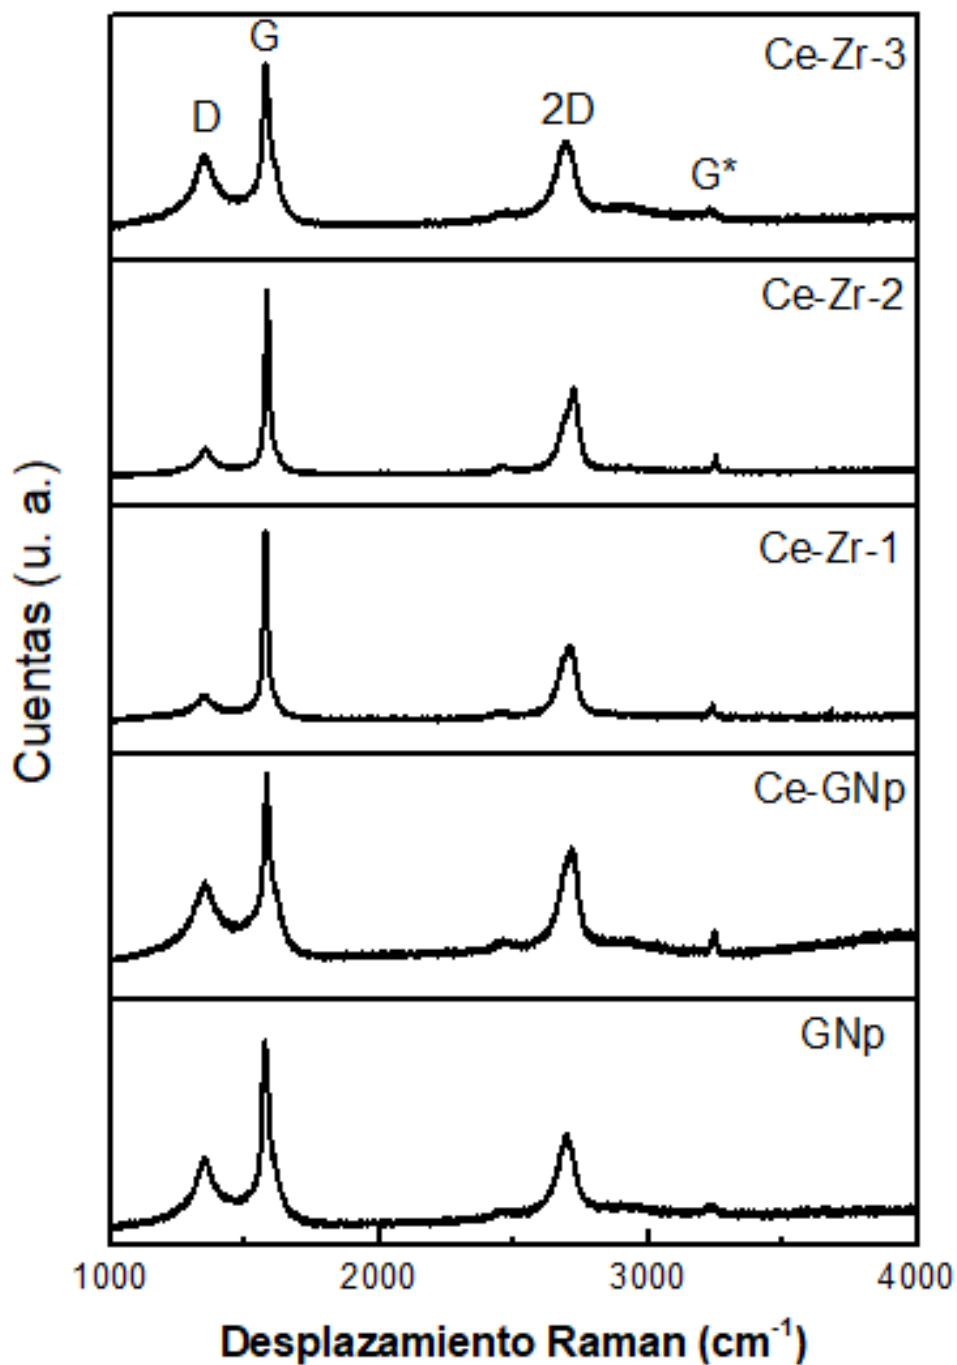 Ce-Zr-3
G
D
2D
G*
Ce-Zr-2
Ce-Zr-1
Ce-GNp
GNp
Cuentas (u. a.)
1000 2000 3000 4000
Desplazamiento Raman (cm⁻¹)